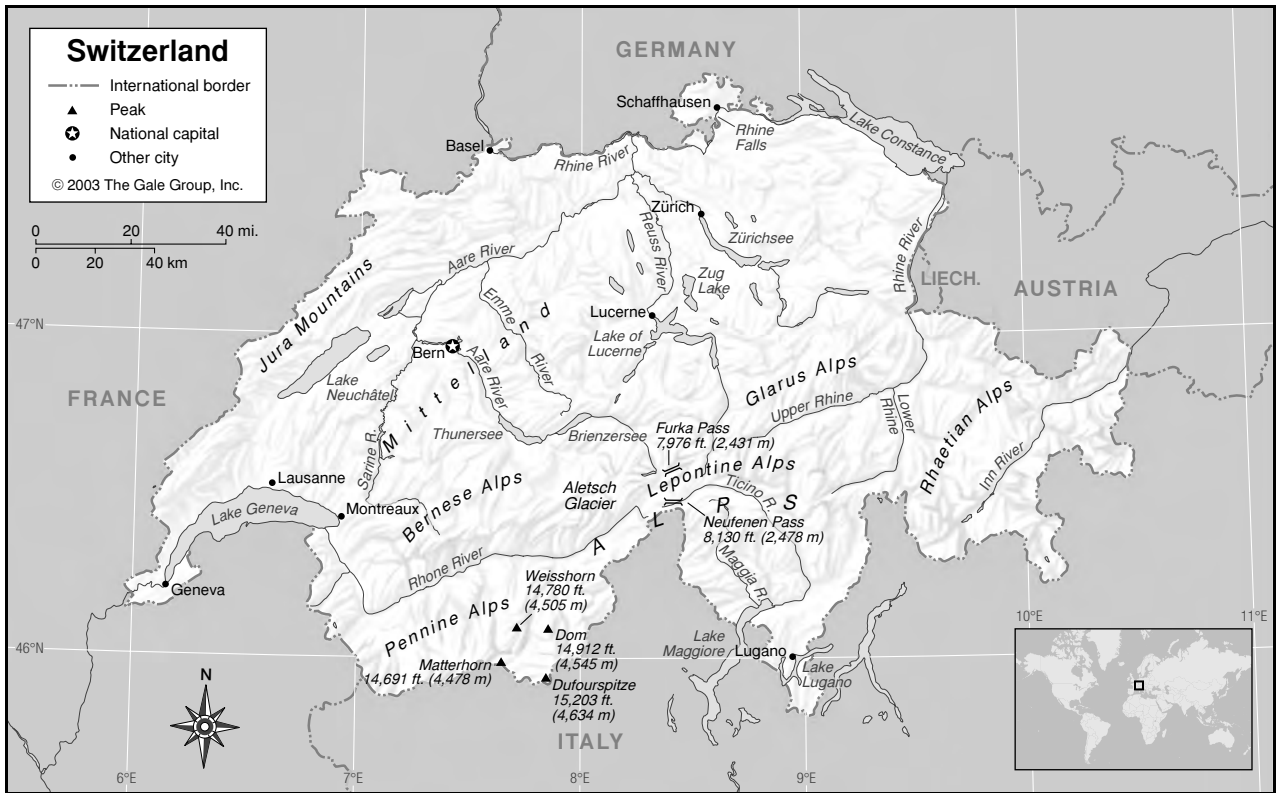 Switzerland
International border
Peak
National capital
Other city
© 2003 The Gale Group, Inc.
0 20 40 mi.
0 20 40 km
GERMANY
Schaffhausen
Rhine
Falls
Lake Constance
Basel
Rhine River
Zürich
Zürichsee
Reuss River
Rhine River
LIECH.
AUSTRIA
Aare River
Zug
Lake
Jura Mountains
Emme
River
Lucerne
Lake of
Lucerne
47°N
Bern
Aare River
Mittelland
Glarus Alps
FRANCE
Lake
Neuchâtel
Upper Rhine
Lower
Rhine
Rhaetian Alps
Thunersee
Brienzersee
Furka Pass
7,976 ft. (2,431 m)
Sarine R.
Lepontine Alps
Inn River
Lausanne
Bernese Alps
Aletsch
Glacier
Ticino R.
ALPS
Lake Geneva
Montreaux
Neufenen Pass
8,130 ft. (2,478 m)
Rhone River
Maggia R.
Geneva
Weisshorn
14,780 ft.
(4,505 m)
Pennine Alps
10°E
11°E
46°N
Dom
14,912 ft.
(4,545 m)
Lake
Maggiore
Lugano
Lake
Lugano
Matterhorn
14,691 ft. (4,478 m)
Dufourspitze
15,203 ft.
(4,634 m)
N
ITALY
6°E
7°E
8°E
9°E